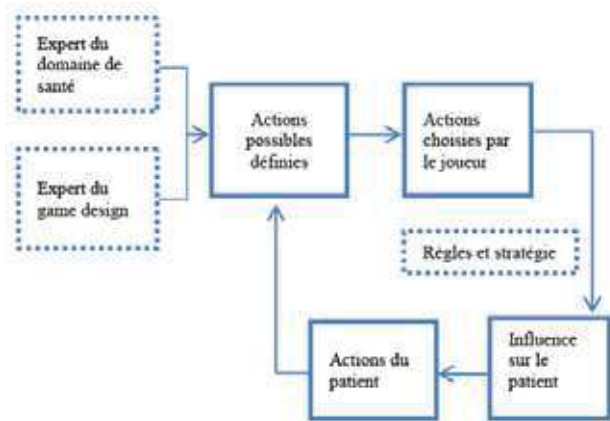 Expert du
domaine de
santé
Expert du
game design
Actions
possibles
définies
Actions
choisies par
le joueur
Règles et stratégie
Influence
sur le
patient
Actions du
patient